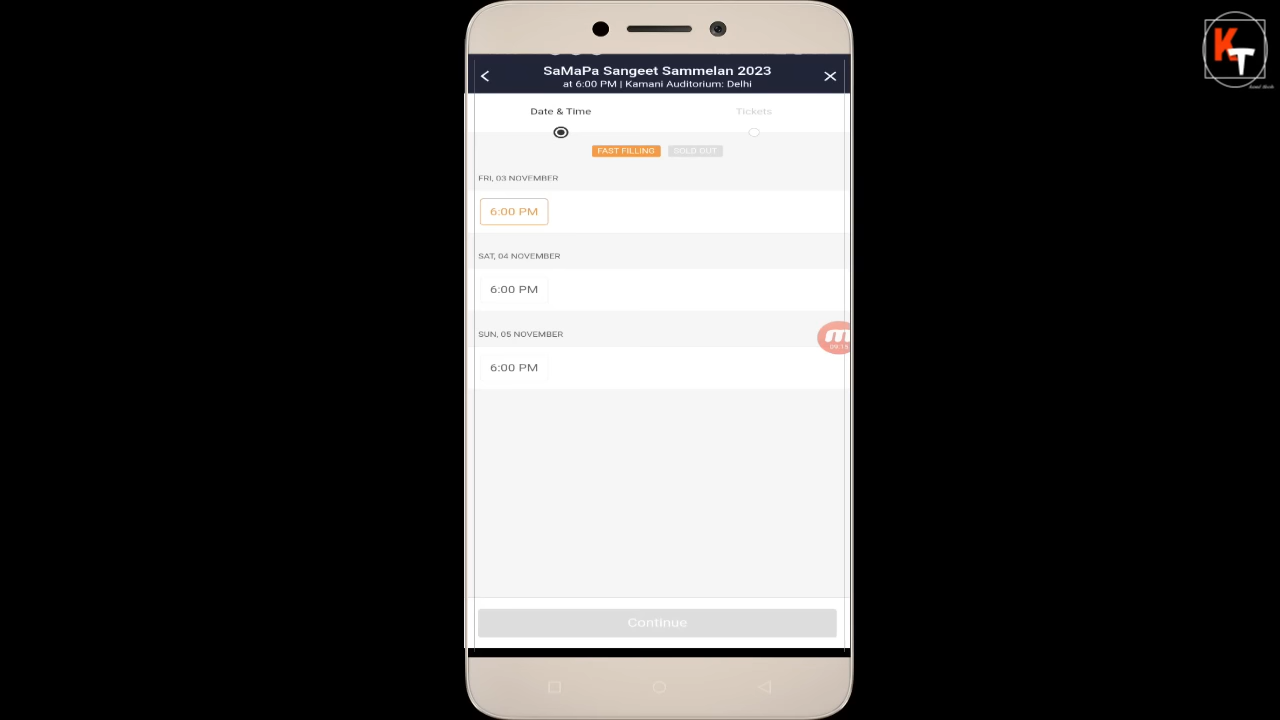 SaMaPa Sangeet Sammelan 2023
at 6:00 PM | Kamani Auditorium: Delhi
Date & Time
Tickets
FAST FILLING
SOLD OUT
FRI, 03 NOVEMBER
6:00 PM
SAT, 04 NOVEMBER
6:00 PM
SUN, 05 NOVEMBER
6:00 PM
Continue
KT